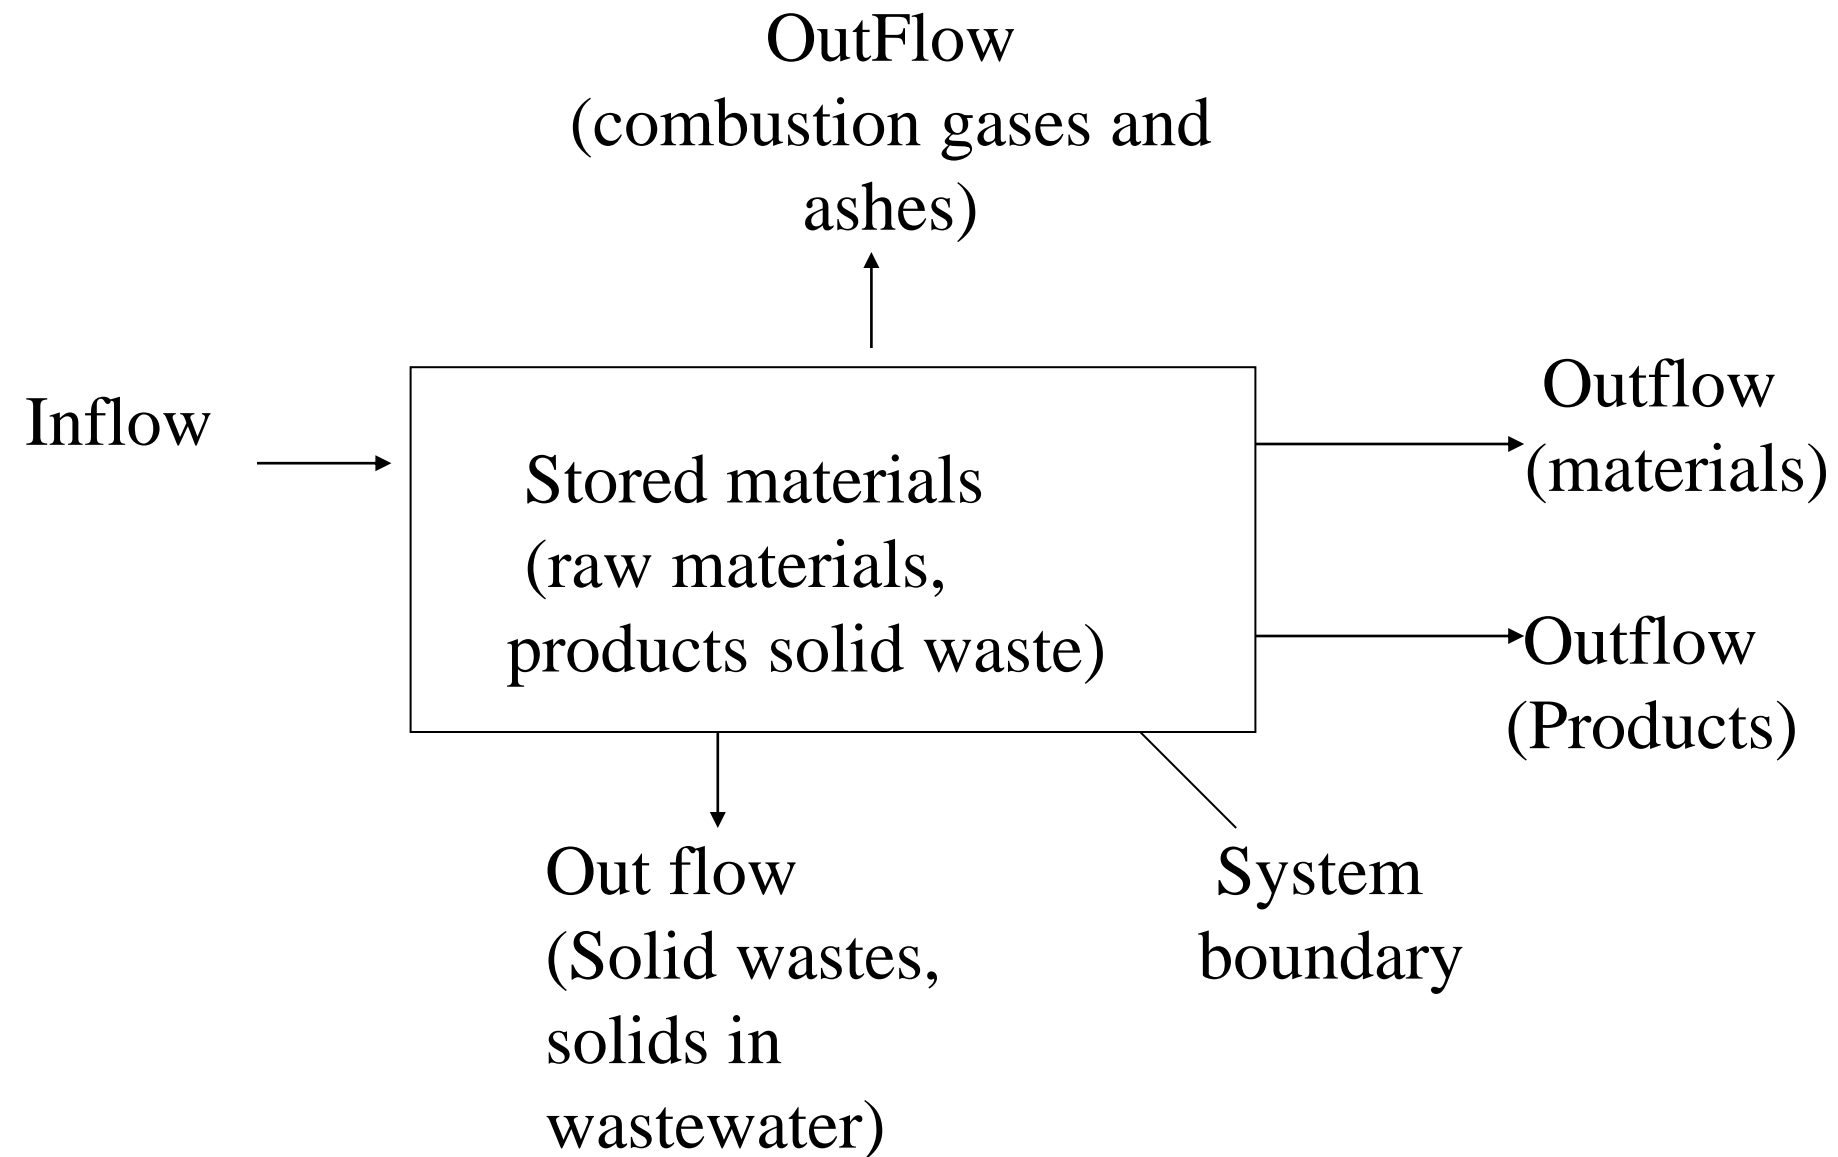 OutFlow
(combustion gases and
ashes)
Inflow
Stored materials
(raw materials,
products solid waste)
Outflow
(materials)
Outflow
(Products)
Out flow
(Solid wastes,
solids in
wastewater)
System
boundary